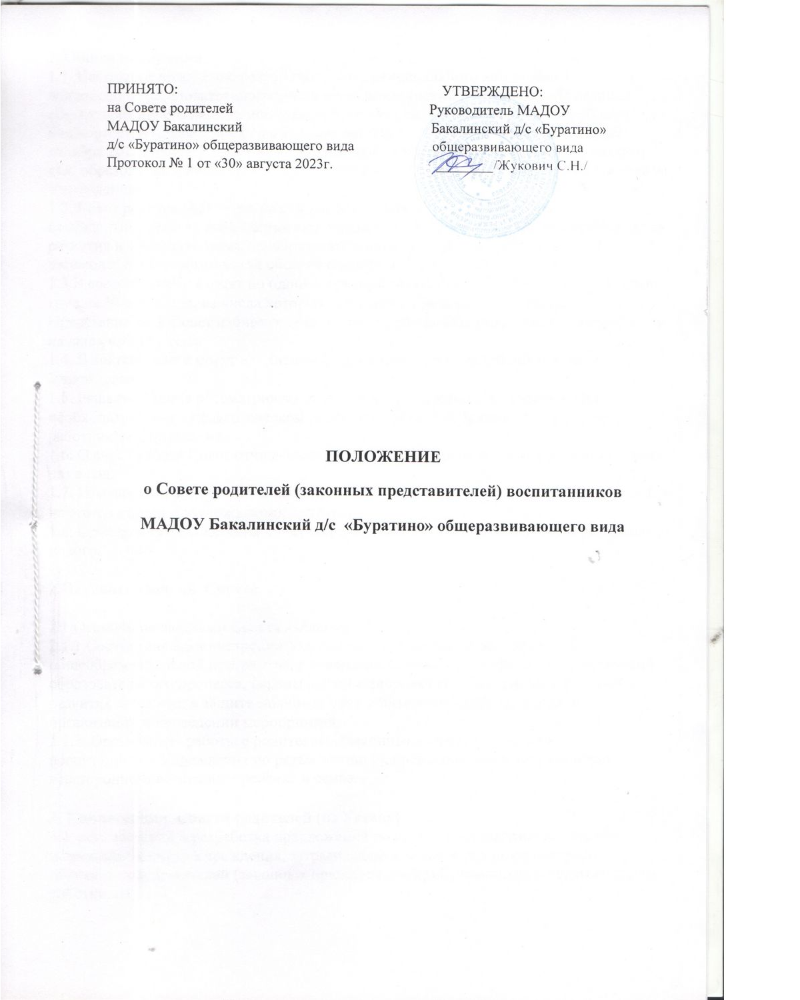 ПРИНЯТО:
на Совете родителей
МАДОУ Бакалинский
д/с «Буратино» общеразвивающего вида
Протокол № 1 от «30» августа 2023г.
УТВЕРЖДЕНО:
Руководитель МАДОУ
Бакалинский д/с «Буратино»
общеразвивающего вида
/Жукович С.Н./
ПОЛОЖЕНИЕ
о Совете родителей (законных представителей) воспитанников
МАДОУ Бакалинский д/с «Буратино» общеразвивающего вида